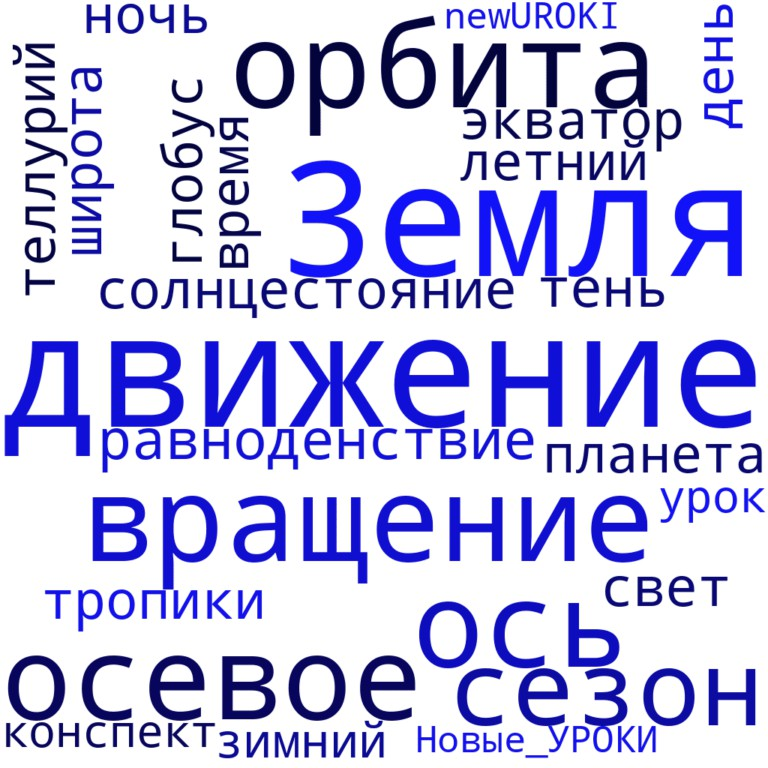 ночь
newUROKI
день
орбита
теллурий
широта
глобус
время
экватор
летний
Земля
солнцестояние
тень
движение
равноденствие
планета
вращение
урок
тропики
свет
ось
осевое
сезон
конспект
зимний
Новые_УРОКИ